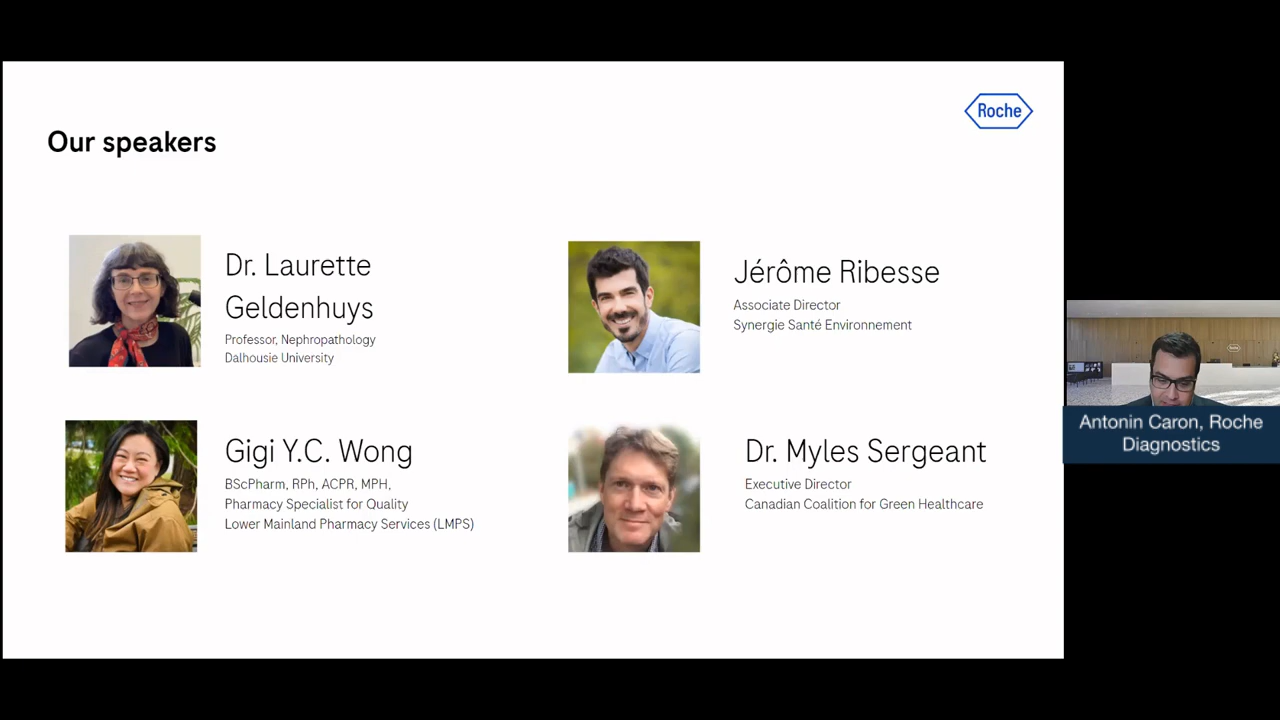 Roche
Our speakers
Dr. Laurette
Geldenhuys
Professor, Nephropathology
Dalhousie University
Jérôme Ribesse
Associate Director
Synergie Santé Environnement
Gigi Y.C. Wong
BScPharm, RPh, ACPR, MPH,
Pharmacy Specialist for Quality
Lower Mainland Pharmacy Services (LMPS)
Dr. Myles Sergeant
Executive Director
Canadian Coalition for Green Healthcare
Roche
Antonin Caron, Roche
Diagnostics